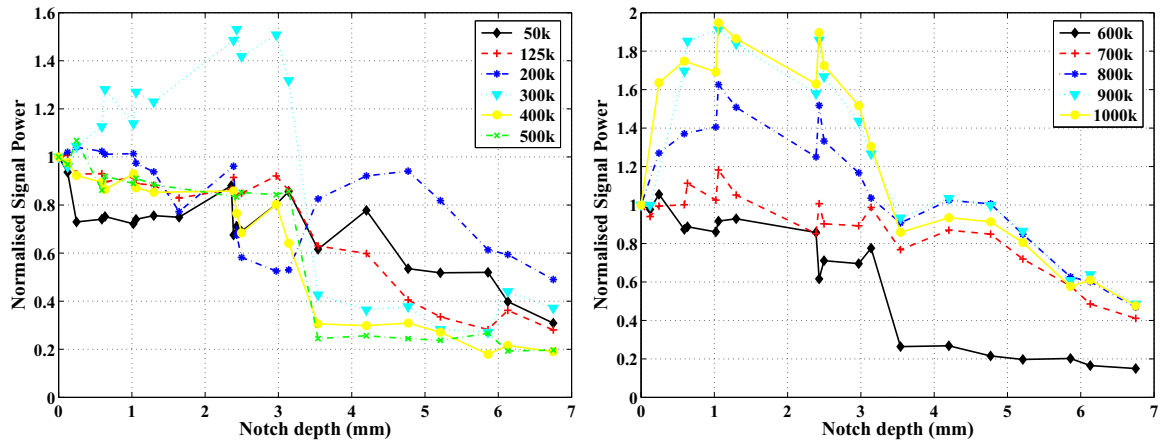 1.6
1.4
1.2
1
0.8
0.6
0.4
0.2
0
0 1 2 3 4 5 6 7
Normalised Signal Power
Notch depth (mm)
50k
125k
200k
300k
400k
500k
2
1.8
1.6
1.4
1.2
1.0
0.8
0.6
0.4
0.2
0
0 1 2 3 4 5 6 7
Normalised Signal Power
Notch depth (mm)
600k
700k
800k
900k
1000k